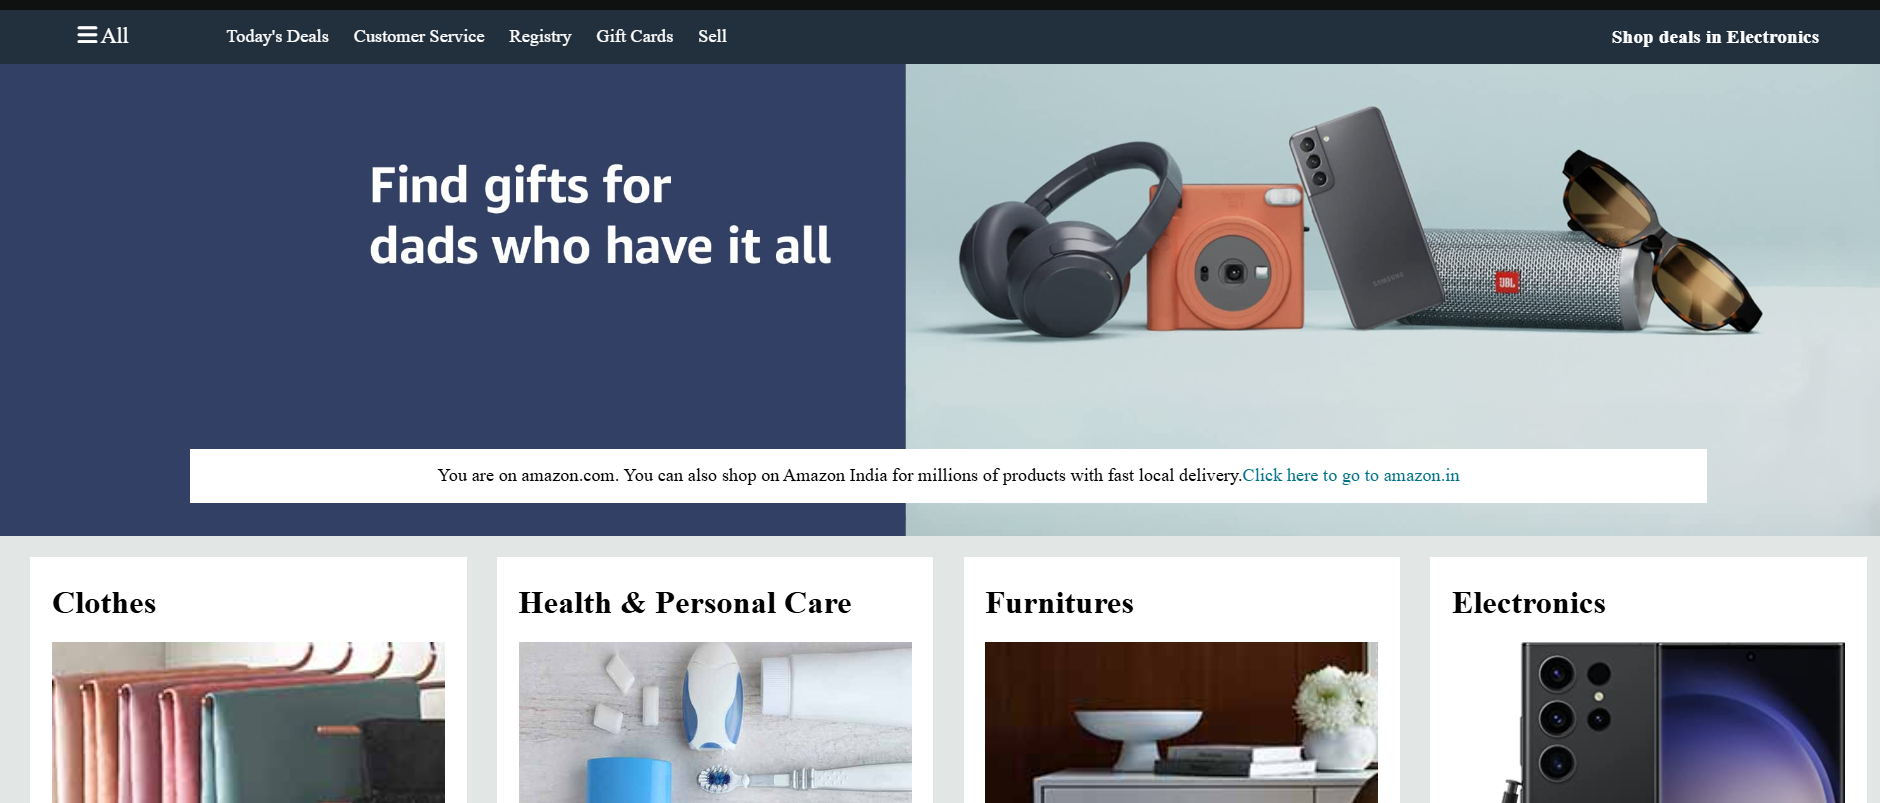 All
Today's Deals
Customer Service
Registry
Gift Cards
Sell
Shop deals in Electronics
Find gifts for
dads who have it all
SAMSUNG
JBL
You are on amazon.com. You can also shop on Amazon India for millions of products with fast local delivery.Click here to go to amazon.in
Clothes
Health & Personal Care
Furnitures
Electronics